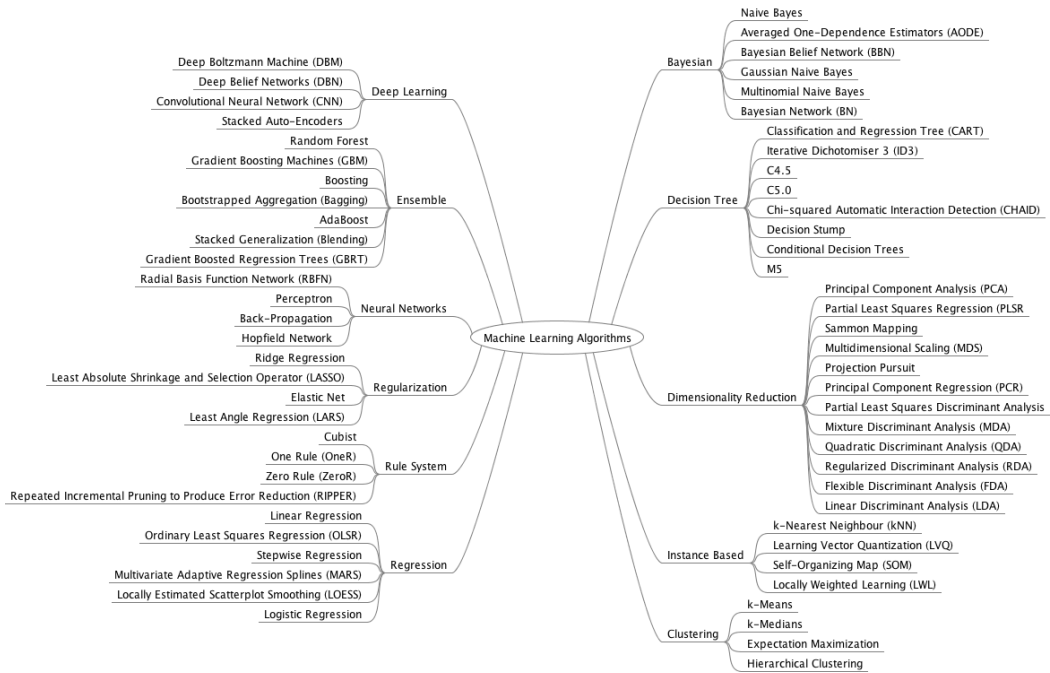 Machine Learning Algorithms
Deep Learning
Deep Boltzmann Machine (DBM)
Deep Belief Networks (DBN)
Convolutional Neural Network (CNN)
Stacked Auto-Encoders
Ensemble
Random Forest
Gradient Boosting Machines (GBM)
Boosting
Bootstrapped Aggregation (Bagging)
AdaBoost
Stacked Generalization (Blending)
Gradient Boosted Regression Trees (GBRT)
Neural Networks
Radial Basis Function Network (RBFN)
Perceptron
Back-Propagation
Hopfield Network
Regularization
Ridge Regression
Least Absolute Shrinkage and Selection Operator (LASSO)
Elastic Net
Least Angle Regression (LARS)
Rule System
Cubist
One Rule (OneR)
Zero Rule (ZeroR)
Repeated Incremental Pruning to Produce Error Reduction (RIPPER)
Regression
Linear Regression
Ordinary Least Squares Regression (OLSR)
Stepwise Regression
Multivariate Adaptive Regression Splines (MARS)
Locally Estimated Scatterplot Smoothing (LOESS)
Logistic Regression
Bayesian
Naive Bayes
Averaged One-Dependence Estimators (AODE)
Bayesian Belief Network (BBN)
Gaussian Naive Bayes
Multinomial Naive Bayes
Bayesian Network (BN)
Decision Tree
Classification and Regression Tree (CART)
Iterative Dichotomiser 3 (ID3)
C4.5
C5.0
Chi-squared Automatic Interaction Detection (CHAID)
Decision Stump
Conditional Decision Trees
M5
Dimensionality Reduction
Principal Component Analysis (PCA)
Partial Least Squares Regression (PLSR
Sammon Mapping
Multidimensional Scaling (MDS)
Projection Pursuit
Principal Component Regression (PCR)
Partial Least Squares Discriminant Analysis
Mixture Discriminant Analysis (MDA)
Quadratic Discriminant Analysis (QDA)
Regularized Discriminant Analysis (RDA)
Flexible Discriminant Analysis (FDA)
Linear Discriminant Analysis (LDA)
Instance Based
k-Nearest Neighbour (kNN)
Learning Vector Quantization (LVQ)
Self-Organizing Map (SOM)
Locally Weighted Learning (LWL)
Clustering
k-Means
k-Medians
Expectation Maximization
Hierarchical Clustering